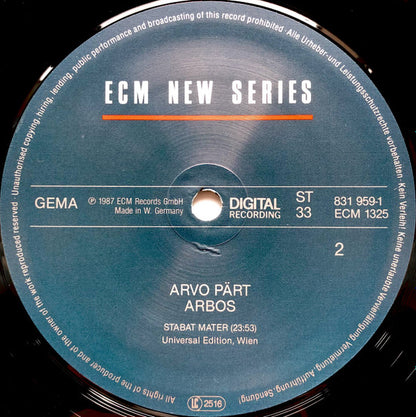 All rights of the producer and of the owner of the work reproduced reserved · Unauthorised copying, hiring, lending, public performance and broadcasting of this record prohibited · Alle Urheber- und Leistungsschutzrechte vorbehalten · Kein Verleih! Keine unerlaubte Vervielfältigung, Vermietung, Aufführung, Sendung!
ECM NEW SERIES
GEMA
℗ 1987 ECM Records GmbH
Made in W. Germany
DIGITAL
RECORDING
ST
33
831 959-1
ECM 1325
2
ARVO PÄRT
ARBOS
STABAT MATER (23:53)
Universal Edition, Wien
LC 2516